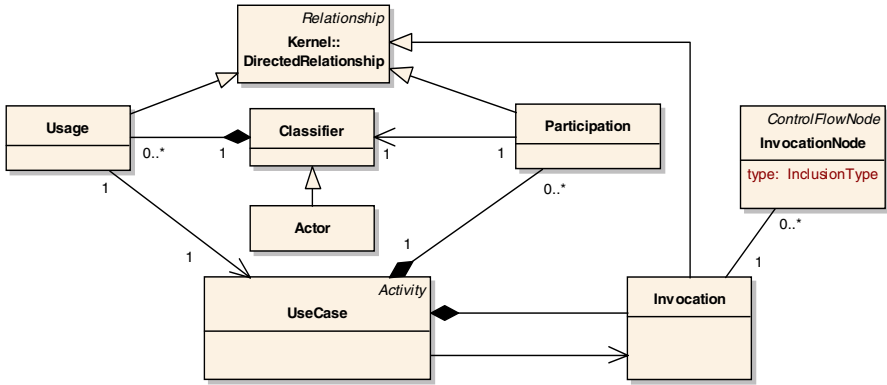 Relationship
Kernel::
DirectedRelationship
Usage
Classifier
Participation
ControlFlowNode
InvocationNode
type: InclusionType
0..*
1
1
1
1
0..*
Actor
0..*
1
1
1
Activity
UseCase
Invocation